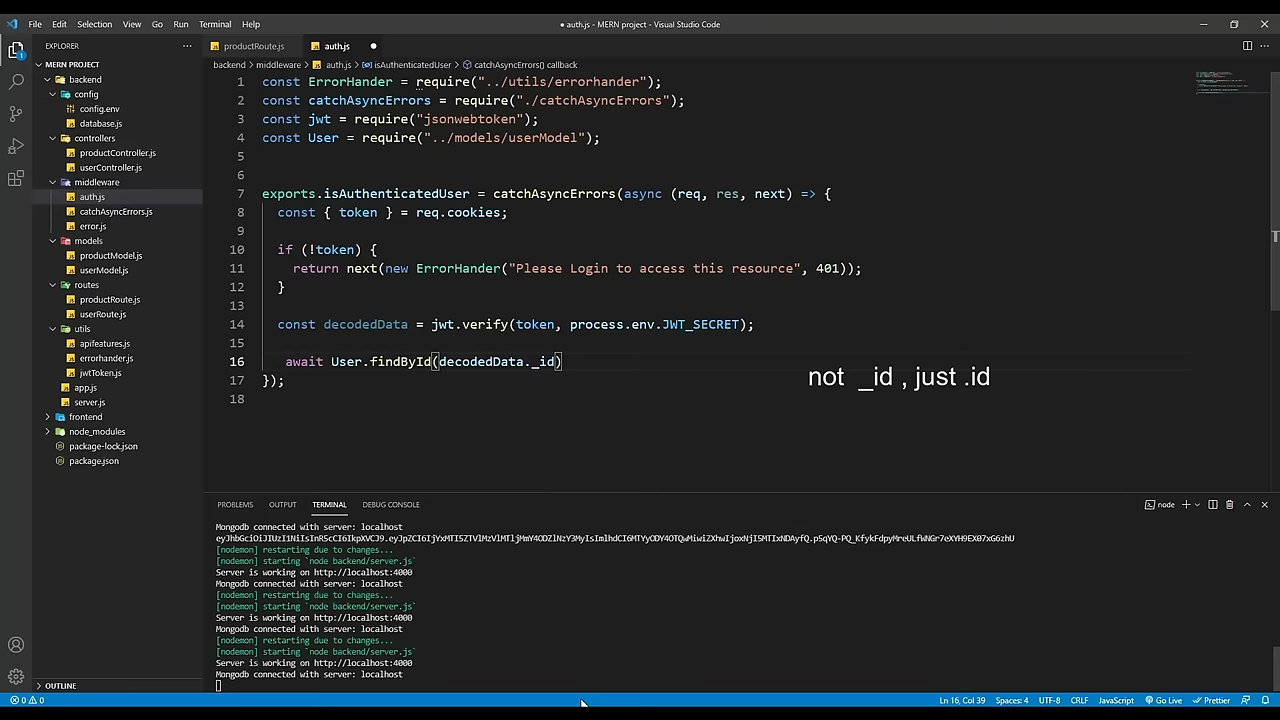 File Edit Selection View Go Run Terminal Help
● auth.js - MERN project - Visual Studio Code
EXPLORER
MERN PROJECT
backend
config
config.env
database.js
controllers
productController.js
userController.js
middleware
auth.js
catchAsyncErrors.js
error.js
models
productModel.js
userModel.js
routes
productRoute.js
userRoute.js
utils
apifeatures.js
errorhander.js
jwtToken.js
app.js
server.js
frontend
node_modules
package-lock.json
package.json
OUTLINE
productRoute.js auth.js
backend > middleware > auth.js > isAuthenticatedUser > catchAsyncErrors() callback
1 const ErrorHander = require("../utils/errorhander");
2 const catchAsyncErrors = require("./catchAsyncErrors");
3 const jwt = require("jsonwebtoken");
4 const User = require("../models/userModel");
5
6
7 exports.isAuthenticatedUser = catchAsyncErrors(async (req, res, next) => {
8 const { token } = req.cookies;
9
10 if (!token) {
11 return next(new ErrorHander("Please Login to access this resource", 401));
12 }
13
14 const decodedData = jwt.verify(token, process.env.JWT_SECRET);
15
16 await User.findById(decodedData._id)
17 });
18
not _id , just .id
PROBLEMS OUTPUT TERMINAL DEBUG CONSOLE
node
Mongodb connected with server: localhost
[nodemon] restarting due to changes...
[nodemon] starting `node backend/server.js`
Server is working on http://localhost:4000
Mongodb connected with server: localhost
[nodemon] restarting due to changes...
[nodemon] starting `node backend/server.js`
Server is working on http://localhost:4000
Mongodb connected with server: localhost
[nodemon] restarting due to changes...
[nodemon] starting `node backend/server.js`
Server is working on http://localhost:4000
Mongodb connected with server: localhost
0 0 Ln 16, Col 39 Spaces: 4 UTF-8 CRLF JavaScript Go Live Prettier